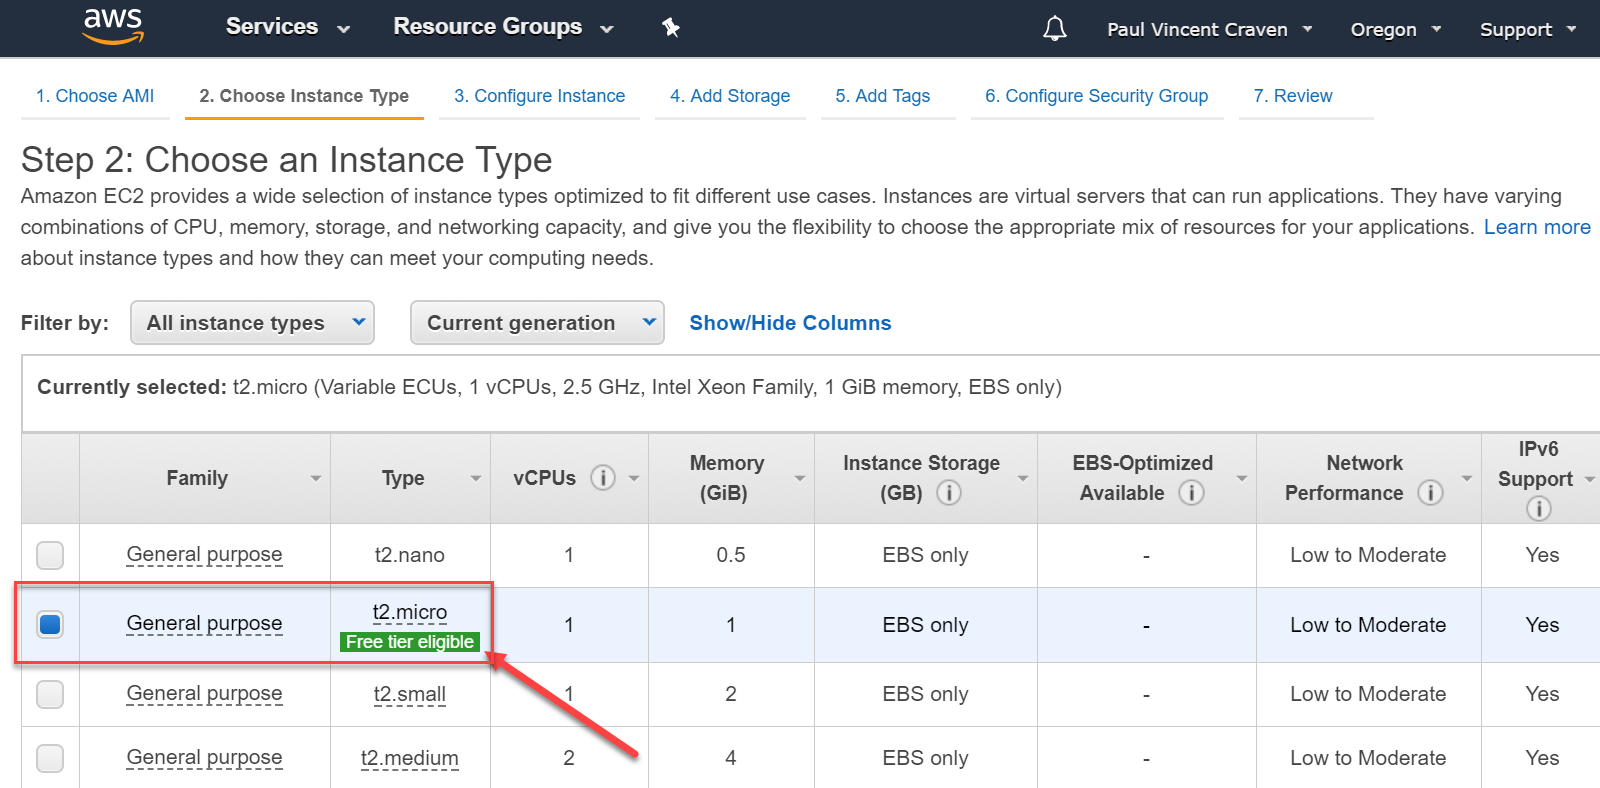 aws Services Resource Groups Paul Vincent Craven Oregon Support
1. Choose AMI 2. Choose Instance Type 3. Configure Instance 4. Add Storage 5. Add Tags 6. Configure Security Group 7. Review
Step 2: Choose an Instance Type
Amazon EC2 provides a wide selection of instance types optimized to fit different use cases. Instances are virtual servers that can run applications. They have varying
combinations of CPU, memory, storage, and networking capacity, and give you the flexibility to choose the appropriate mix of resources for your applications. Learn more
about instance types and how they can meet your computing needs.
Filter by: All instance types Current generation Show/Hide Columns
Currently selected: t2.micro (Variable ECUs, 1 vCPUs, 2.5 GHz, Intel Xeon Family, 1 GiB memory, EBS only)
Family Type vCPUs i Memory (GiB) Instance Storage (GB) i EBS-Optimized Available i Network Performance i IPv6 Support i
General purpose t2.nano 1 0.5 EBS only - Low to Moderate Yes
General purpose t2.micro Free tier eligible 1 1 EBS only - Low to Moderate Yes
General purpose t2.small 1 2 EBS only - Low to Moderate Yes
General purpose t2.medium 2 4 EBS only - Low to Moderate Yes